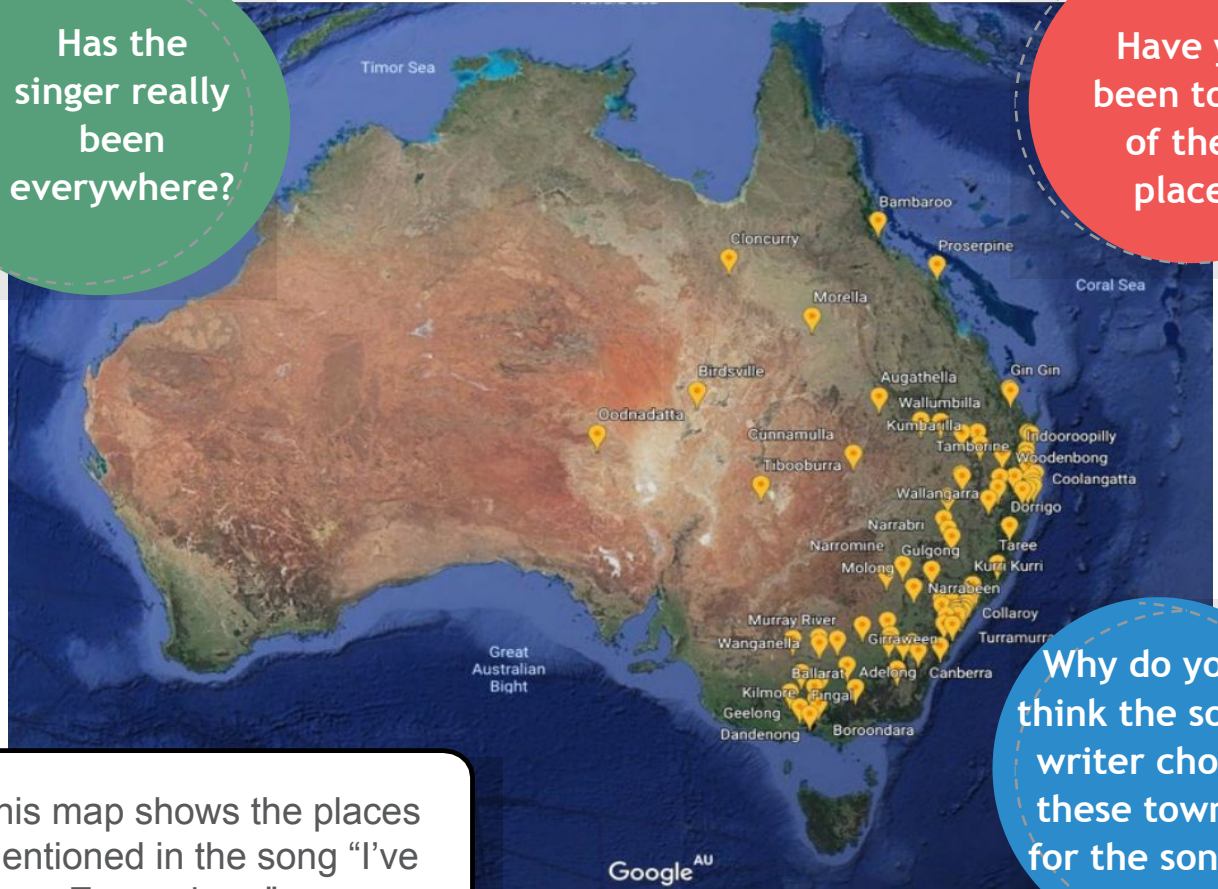 Has the
singer really
been
everywhere?
Have
been to
of the
place
Timor Sea
Bambaroo
Cloncurry
Proserpine
Coral Sea
Morella
Birdsville
Augathella
Gin Gin
Wallumbilla
Oodnadatta
Kumbarilla
Cunnamulla
Tamborine
Indooroopilly
Woodenbong
Tibooburra
Coolangatta
Wallangarra
Dorrigo
Narrabri
Narromine
Gulgong
Taree
Molong
Kurri Kurri
Narrabeen
Murray River
Collaroy
Wanganella
Girraween
Turramurra
Great
Australian
Bight
Ballarat
Adelong
Canberra
Kilmore
Pingal
Geelong
Dandenong
Boroondara
Why do yo
think the so
writer cho
these town
for the son
his map shows the places
entioned in the song “I’ve
Google AU